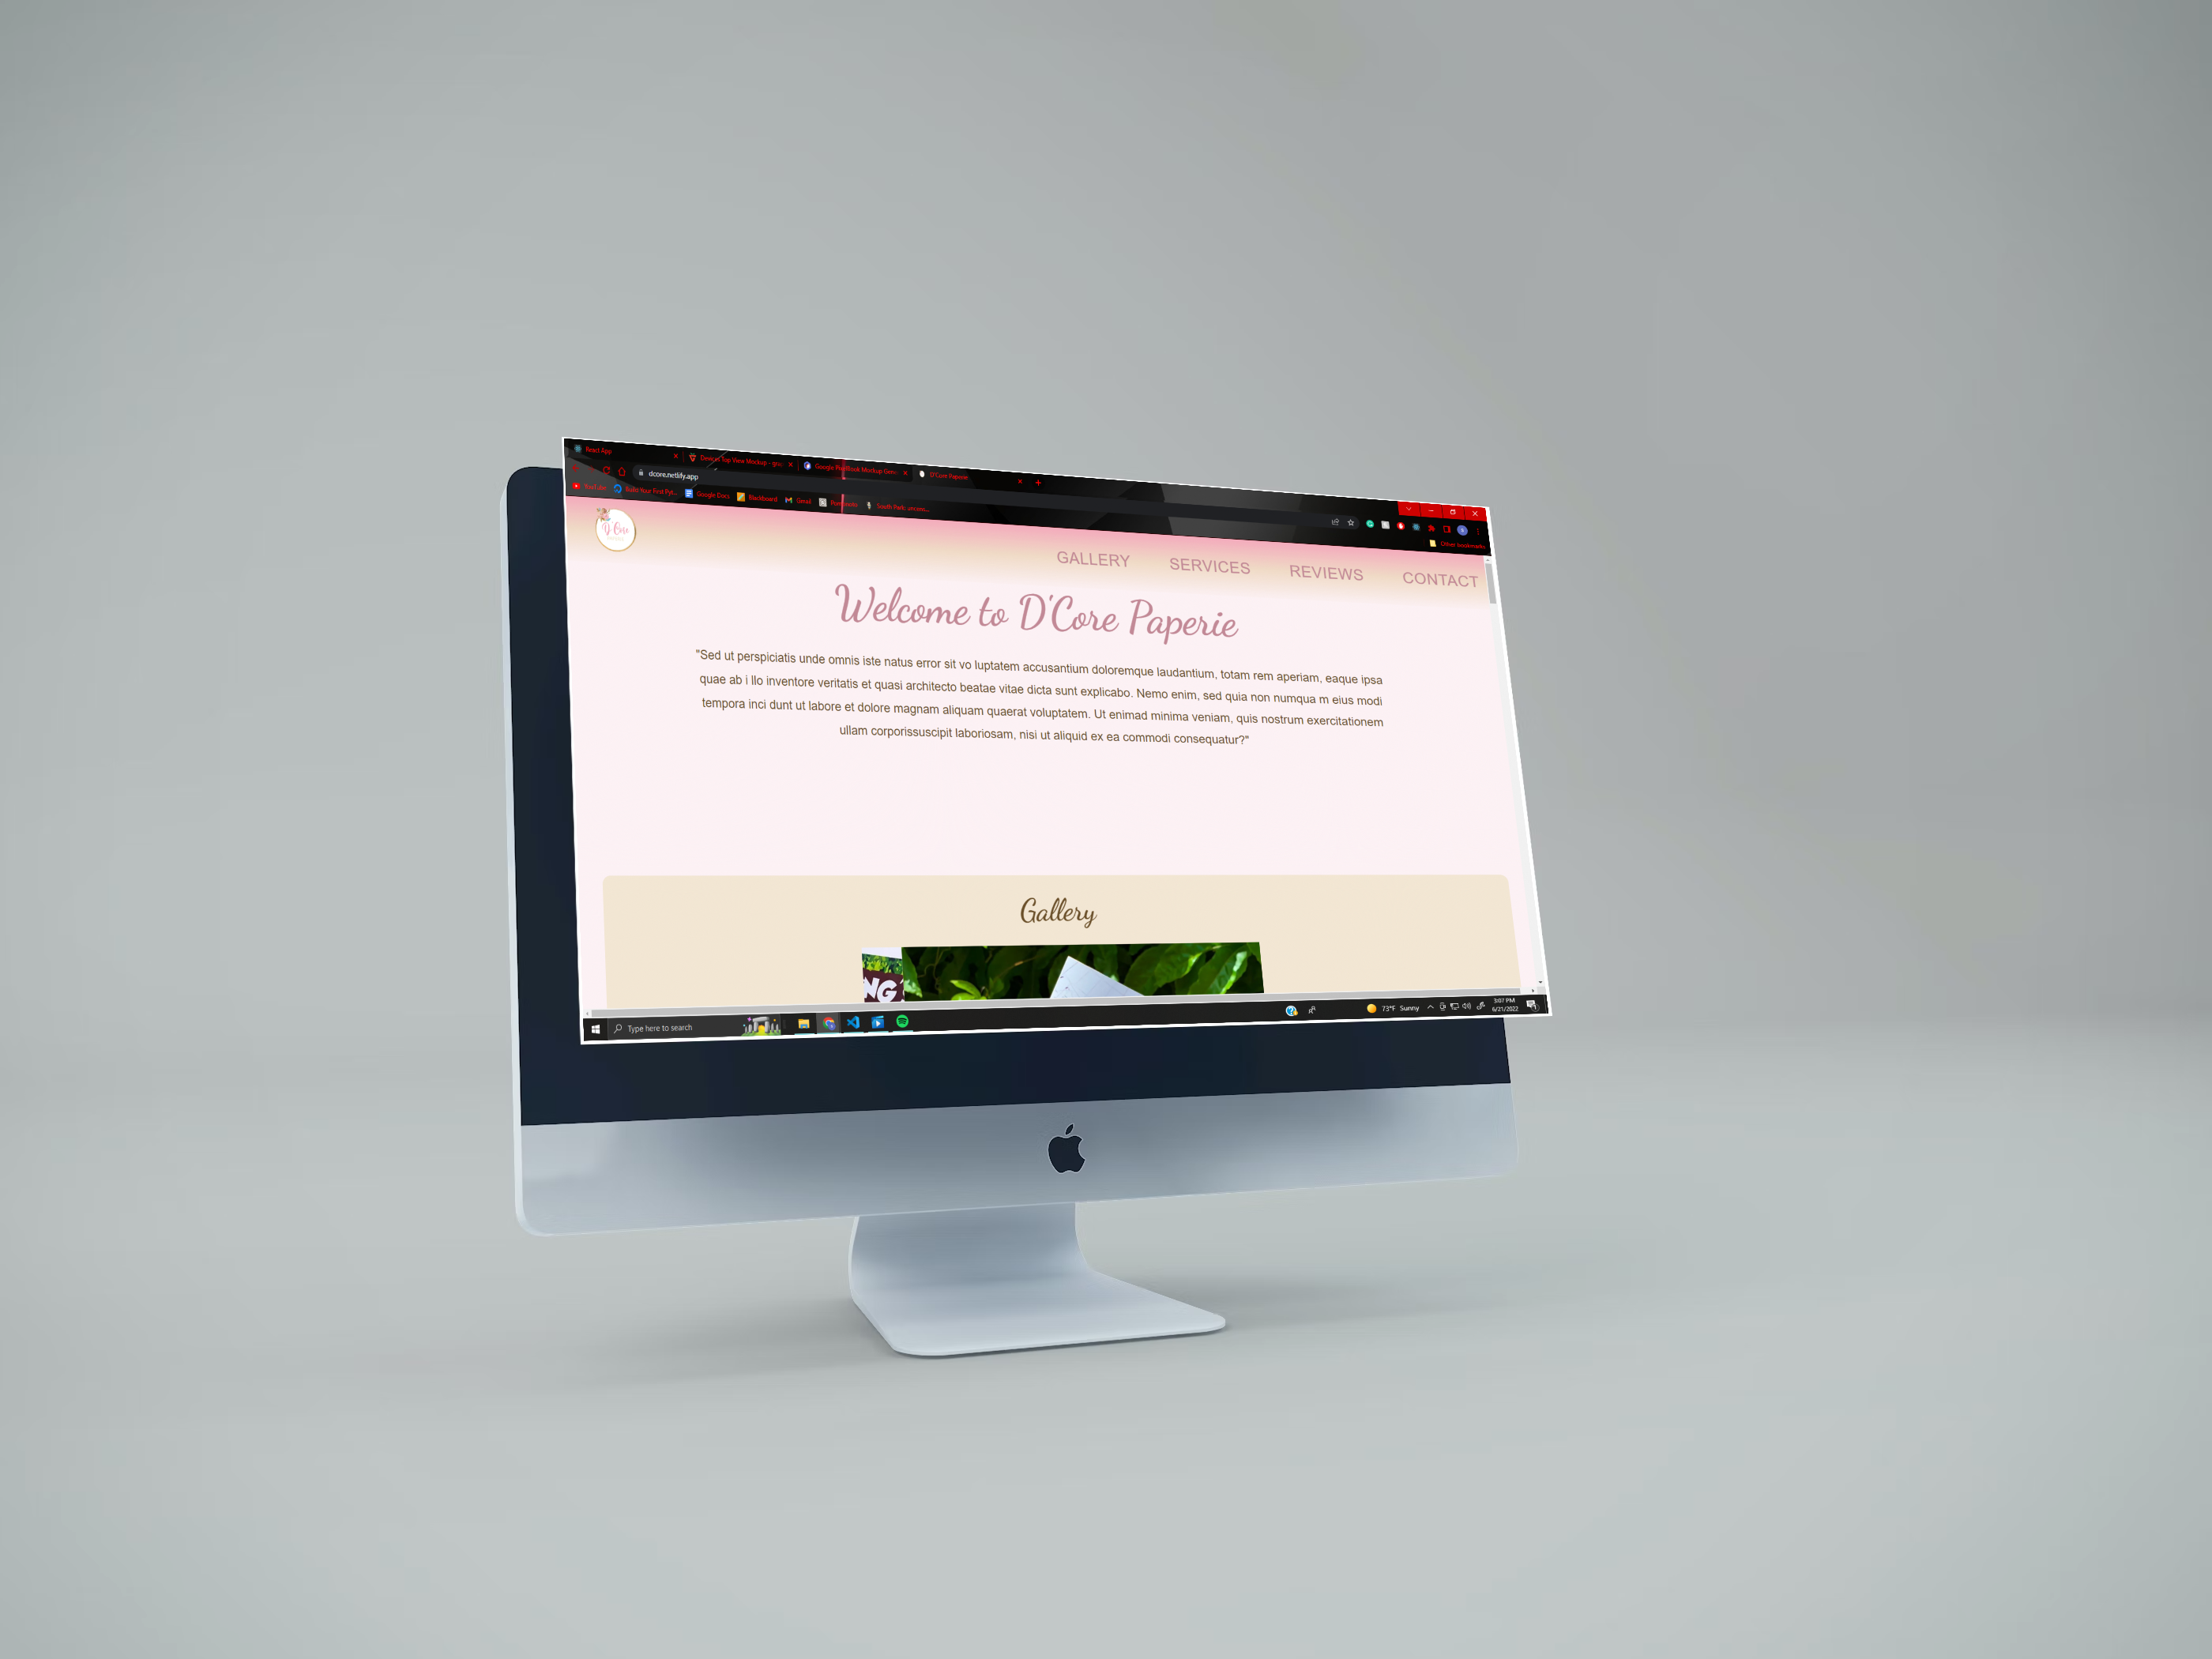 React App
Devices Top View Mockup - gra
Google PixelBook Mockup Gene
D'Core Paperie
dcore.netlify.app
YouTube
Build Your First Pyt...
Google Docs
Blackboard
Gmail
South Park: uncens...
Other bookmarks
D'Core
GALLERY SERVICES REVIEWS CONTACT
Welcome to D'Core Paperie
"Sed ut perspiciatis unde omnis iste natus error sit vo luptatem accusantium doloremque laudantium, totam rem aperiam, eaque ipsa
quae ab i llo inventore veritatis et quasi architecto beatae vitae dicta sunt explicabo. Nemo enim, sed quia non numqua m eius modi
tempora inci dunt ut labore et dolore magnam aliquam quaerat voluptatem. Ut enimad minima veniam, quis nostrum exercitationem
ullam corporissuscipit laboriosam, nisi ut aliquid ex ea commodi consequatur?"
Gallery
NG
Type here to search
73°F Sunny
3:07 PM
6/21/2022